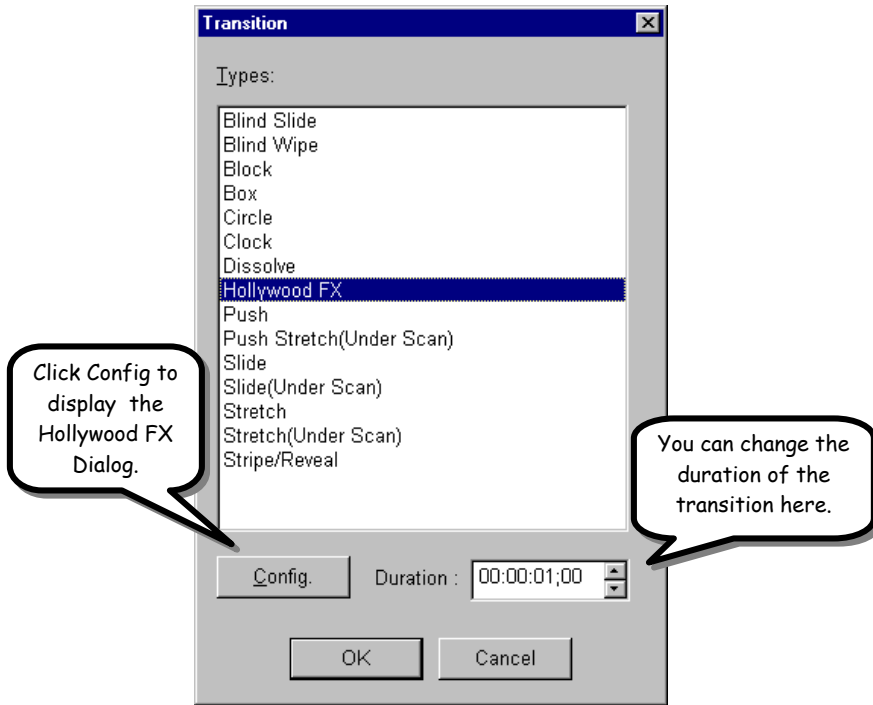 Transition
Types:
Blind Slide
Blind Wipe
Block
Box
Circle
Clock
Dissolve
Hollywood FX
Push
Push Stretch(Under Scan)
Slide
Slide(Under Scan)
Stretch
Stretch(Under Scan)
Stripe/Reveal
Click Config to
display the
Hollywood FX
Dialog.
You can change the
duration of the
transition here.
Config.
Duration : 00:00:01;00
OK
Cancel